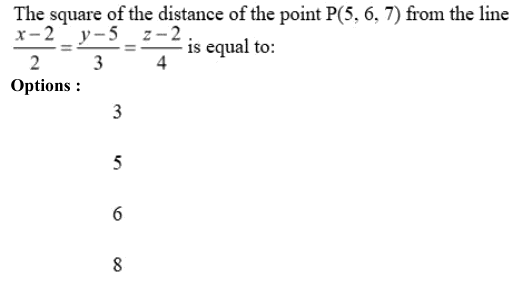 The square of the distance of the point P(5, 6, 7) from the line
x−2/2 = y−5/3 = z−2/4 is equal to:
Options :
3
5
6
8